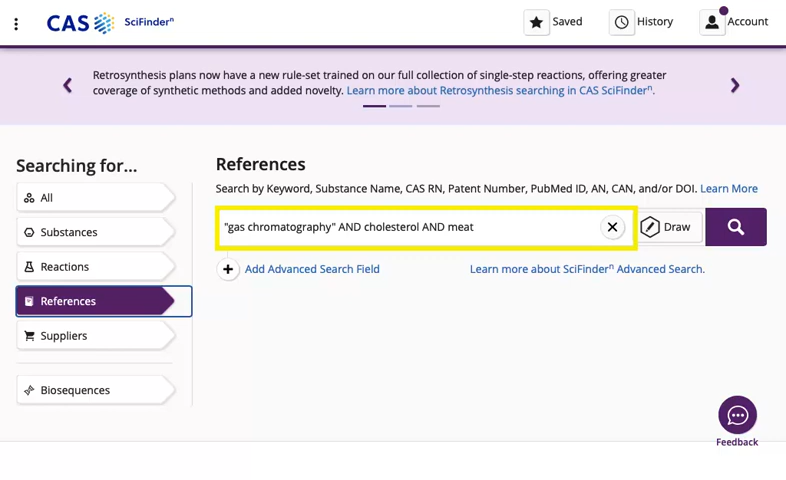 CAS SciFinderⁿ
Saved
History
Account
Retrosynthesis plans now have a new rule-set trained on our full collection of single-step reactions, offering greater
coverage of synthetic methods and added novelty. Learn more about Retrosynthesis searching in CAS SciFinderⁿ.
Searching for...
All
Substances
Reactions
References
Suppliers
Biosequences
References
Search by Keyword, Substance Name, CAS RN, Patent Number, PubMed ID, AN, CAN, and/or DOI. Learn More
"gas chromatography" AND cholesterol AND meat
Draw
Add Advanced Search Field
Learn more about SciFinderⁿ Advanced Search.
Feedback